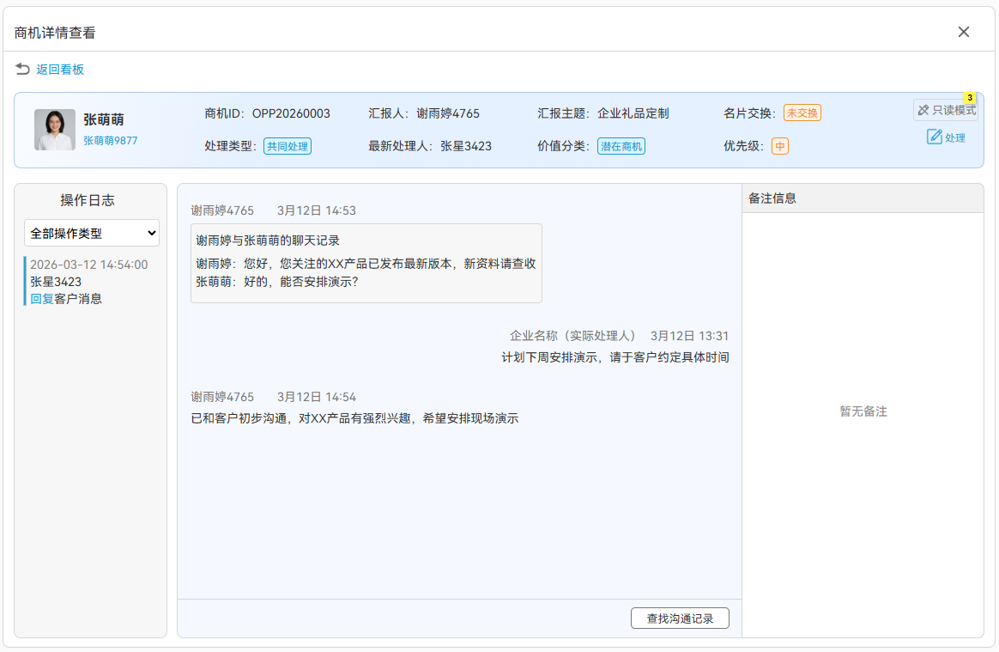 商机详情查看
返回看板
张萌萌
张萌萌9877
商机ID：OPP20260003
汇报人：谢雨婷4765
汇报主题：企业礼品定制
名片交换：未交换
处理类型：共同处理
最新处理人：张星3423
价值分类：潜在商机
优先级：中
3
只读模式
处理
操作日志
全部操作类型
2026-03-12 14:54:00
张星3423
回复客户消息
谢雨婷4765 3月12日 14:53
谢雨婷与张萌萌的聊天记录
谢雨婷：您好，您关注的XX产品已发布最新版本，新资料请查收
张萌萌：好的，能否安排演示？
企业名称（实际处理人） 3月12日 13:31
计划下周安排演示，请于客户约定具体时间
谢雨婷4765 3月12日 14:54
已和客户初步沟通，对XX产品有强烈兴趣，希望安排现场演示
查找沟通记录
备注信息
暂无备注